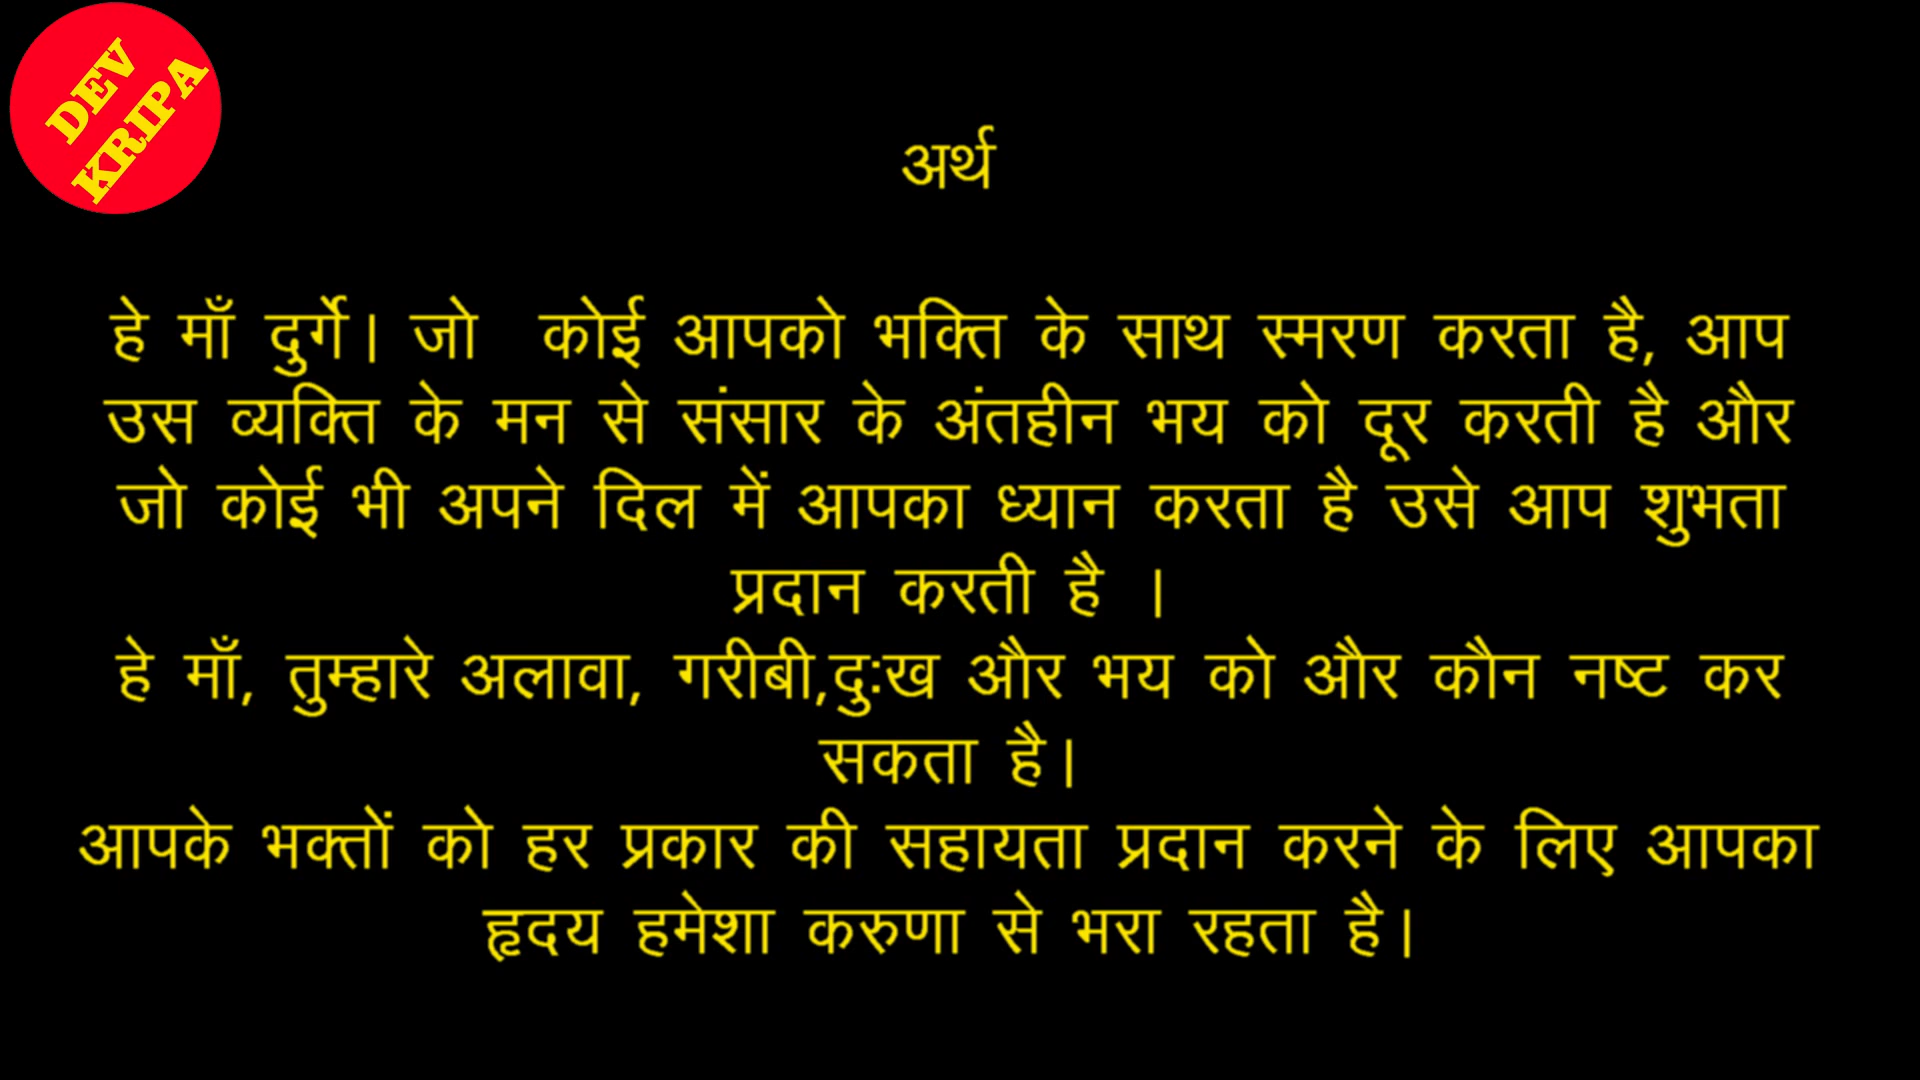 DEV
KRIPA
अर्थ
हे माँ दुर्गे। जो कोई आपको भक्ति के साथ स्मरण करता है, आप
उस व्यक्ति के मन से संसार के अंतहीन भय को दूर करती है और
जो कोई भी अपने दिल में आपका ध्यान करता है उसे आप शुभता
प्रदान करती है ।
हे माँ, तुम्हारे अलावा, गरीबी,दुःख और भय को और कौन नष्ट कर
सकता है।
आपके भक्तों को हर प्रकार की सहायता प्रदान करने के लिए आपका
हृदय हमेशा करुणा से भरा रहता है।